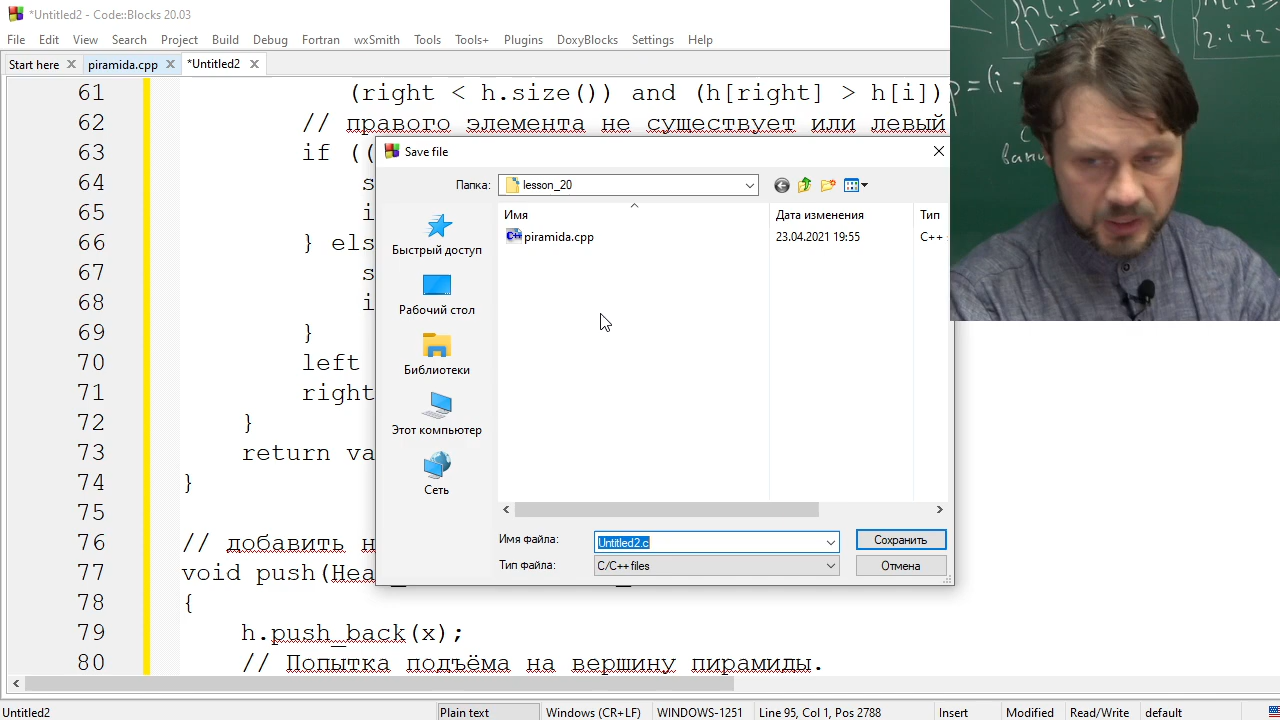 *Untitled2 - Code::Blocks 20.03
File Edit View Search Project Build Debug Fortran wxSmith Tools Tools+ Plugins DoxyBlocks Settings Help
Start here piramida.cpp *Untitled2
61 (right < h.size()) and (h[right] > h[i])
62 // правого элемента не существует или левый
63 if ((
64 s
65 i
66 } els
67 s
68 i
69 }
70 left
71 right
72 }
73 return va
74 }
75
76 // добавить н
77 void push(Hea
78 {
79 h.push_back(x);
80 // Попытка подъёма на вершину пирамиды.
Save file
Папка: lesson_20
Имя Дата изменения Тип
piramida.cpp 23.04.2021 19:55 C++
Быстрый доступ
Рабочий стол
Библиотеки
Этот компьютер
Сеть
Имя файла: Untitled2.c Сохранить
Тип файла: C/C++ files Отмена
Untitled2 Plain text Windows (CR+LF) WINDOWS-1251 Line 95, Col 1, Pos 2788 Insert Modified Read/Write default